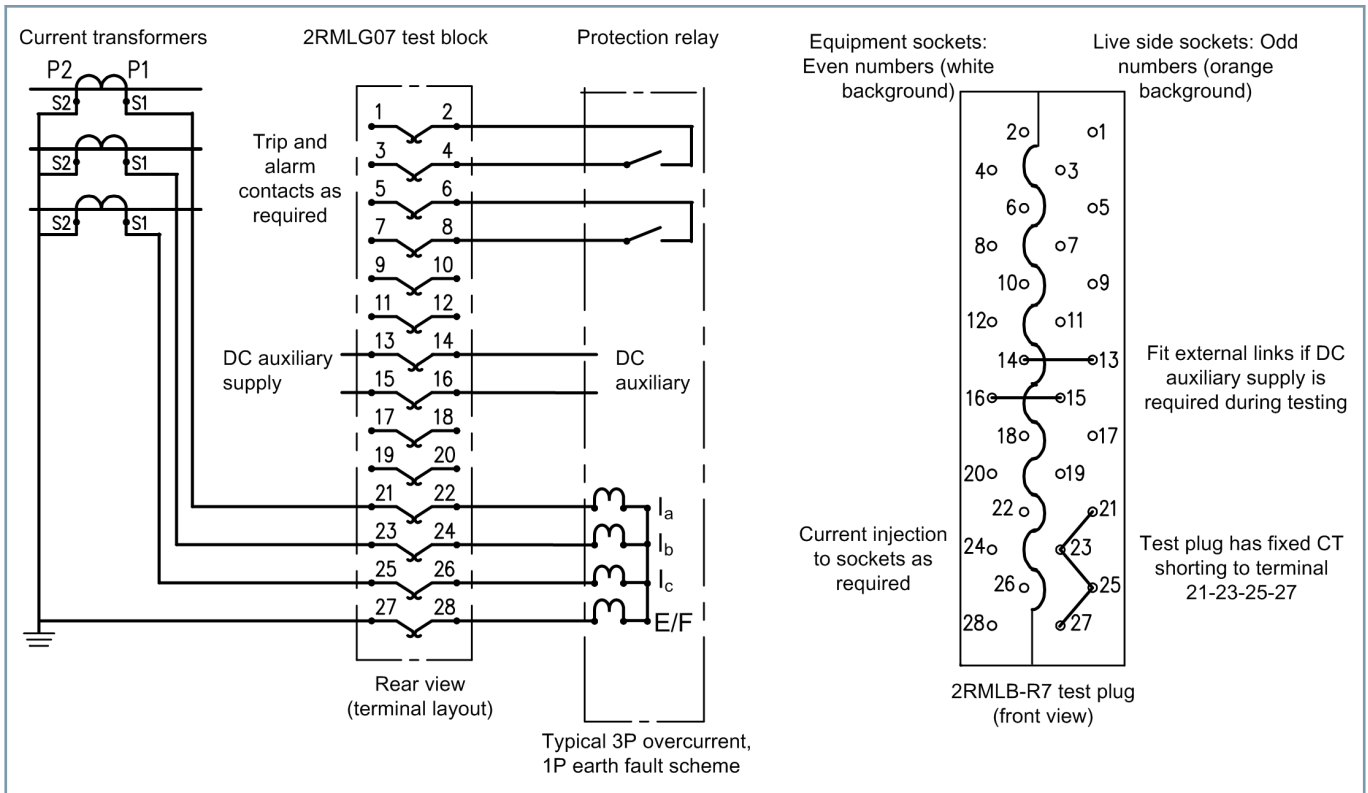 Current transformers
2RMLG07 test block
Protection relay
P2 P1
S2 S1
S2 S1
S2 S1
Trip and
alarm
contacts as
required
1 2
3 4
5 6
7 8
9 10
11 12
13 14
15 16
17 18
19 20
21 22
23 24
25 26
27 28
DC auxiliary
supply
DC
auxiliary
Ia
Ib
Ic
E/F
Rear view
(terminal layout)
Typical 3P overcurrent,
1P earth fault scheme
Equipment sockets:
Even numbers (white
background)
Live side sockets: Odd
numbers (orange
background)
2 1
4 3
6 5
8 7
10 9
12 11
14 13
16 15
18 17
20 19
22 21
24 23
26 25
28 27
Fit external links if DC
auxiliary supply is
required during testing
Current injection
to sockets as
required
Test plug has fixed CT
shorting to terminal
21-23-25-27
2RMLB-R7 test plug
(front view)